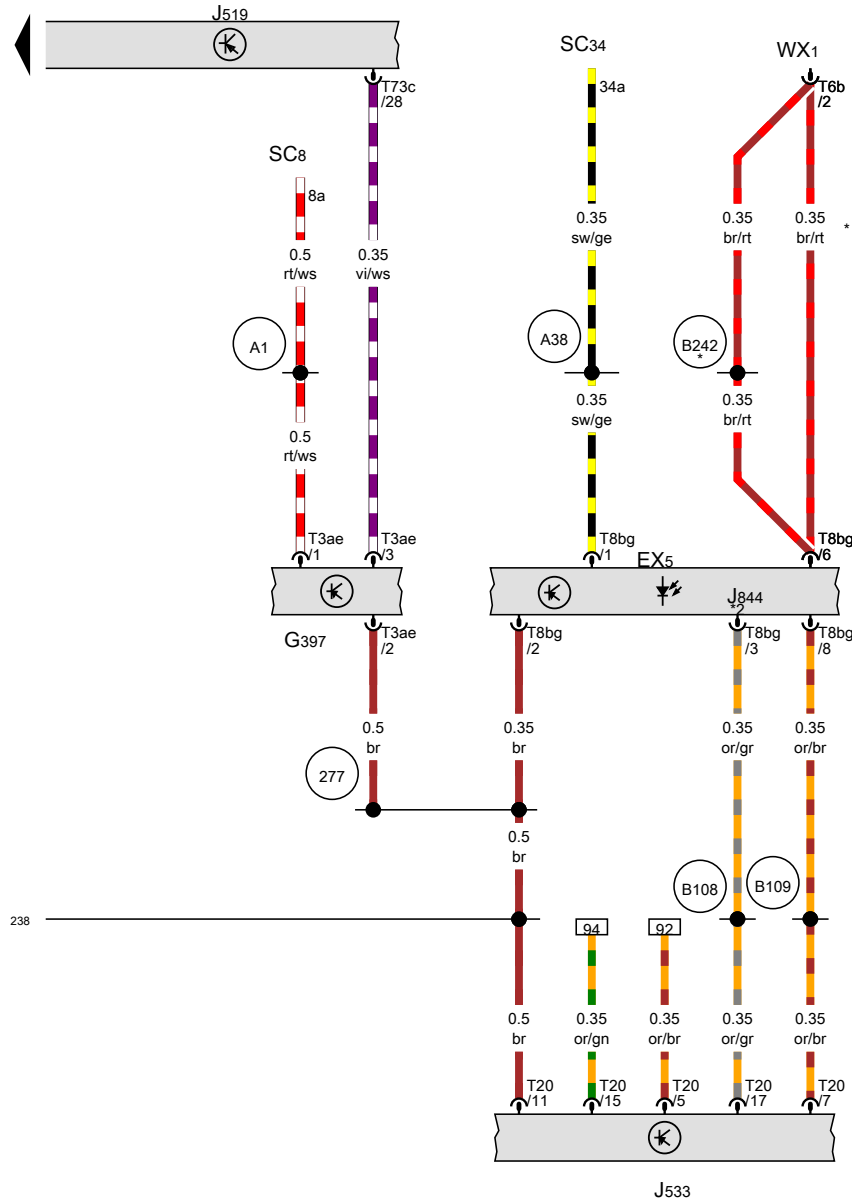 J519
SC34
WX1
T73c
/28
34a
T6b
/2
SC8
8a
0.5
rt/ws
0.35
vi/ws
0.35
sw/ge
0.35
br/rt
0.35
br/rt
*
A1
A38
B242
*
0.5
rt/ws
0.35
sw/ge
0.35
br/rt
T3ae
/1
T3ae
/3
T8bg
/1
T8bg
/6
EX5
J844
*2
G397
T3ae
/2
T8bg
/2
T8bg
/3
T8bg
/8
0.5
br
0.35
br
0.35
or/gr
0.35
or/br
277
0.5
br
B108
B109
238
94
92
0.5
br
0.35
or/gn
0.35
or/br
0.35
or/gr
0.35
or/br
T20
/11
T20
/15
T20
/5
T20
/17
T20
/7
J533